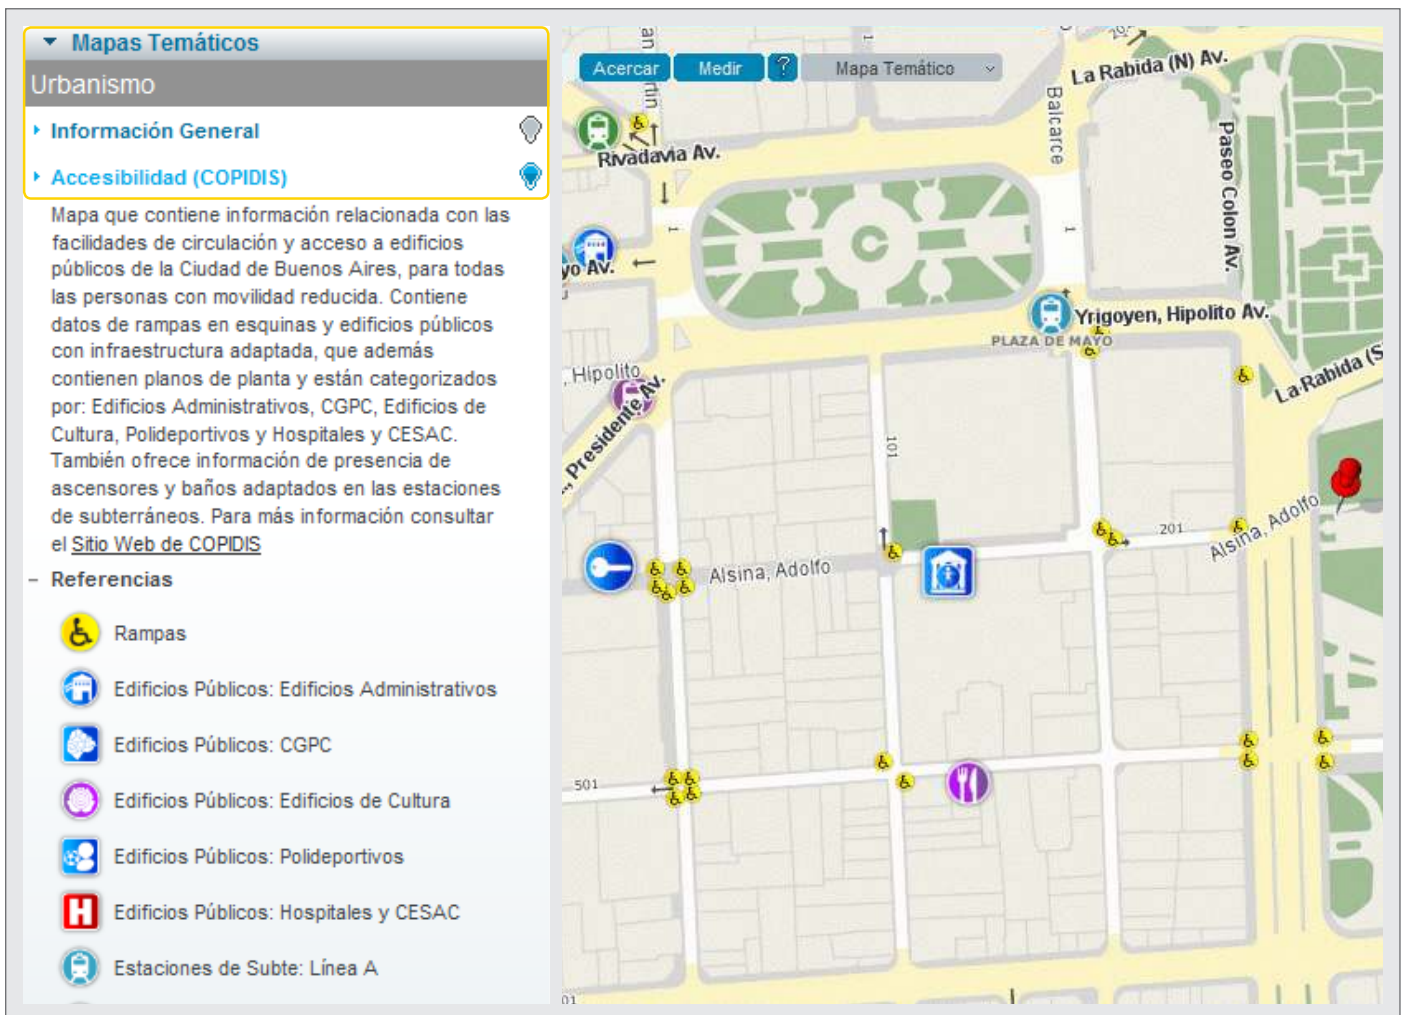 Mapas Temáticos
Urbanismo
Información General
Accesibilidad (COPIDIS)
Mapa que contiene información relacionada con las
facilidades de circulación y acceso a edificios
públicos de la Ciudad de Buenos Aires, para todas
las personas con movilidad reducida. Contiene
datos de rampas en esquinas y edificios públicos
con infraestructura adaptada, que además
contienen planos de planta y están categorizados
por: Edificios Administrativos, CGPC, Edificios de
Cultura, Polideportivos y Hospitales y CESAC.
También ofrece información de presencia de
ascensores y baños adaptados en las estaciones
de subterráneos. Para más información consultar
el Sitio Web de COPIDIS
Referencias
Rampas
Edificios Públicos: Edificios Administrativos
Edificios Públicos: CGPC
Edificios Públicos: Edificios de Cultura
Edificios Públicos: Polideportivos
H
Edificios Públicos: Hospitales y CESAC
Estaciones de Subte: Línea A
Acercar
Medir
?
Mapa Temático
La Rabida (N) Av.
Balcarce
Paseo Colon Av.
Rivadavia Av.
1
1
1
1
yo Av.
Yrigoyen, Hipolito Av.
PLAZA DE MAYO
, Hipolito
La Rabida (S
, Presidente Av.
101
201
Alsina, Adolfo
Alsina, Adolfo
501
01